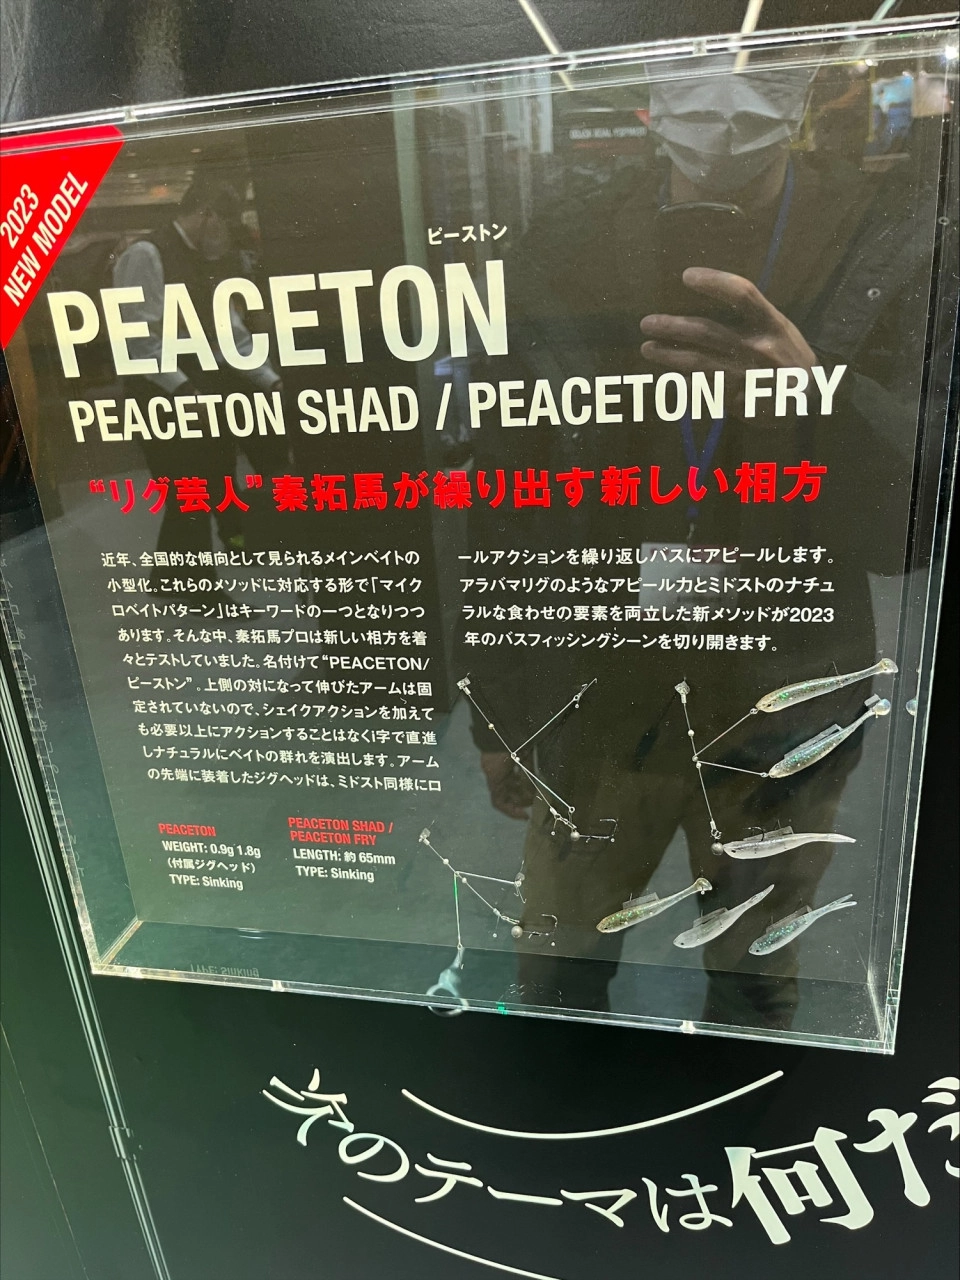 2023
NEW MODEL
ピーストン
PEACETON
PEACETON SHAD / PEACETON FRY
“リグ芸人”秦拓馬が繰り出す新しい相方
近年、全国的な傾向として見られるメインベイトの
小型化。これらのメソッドに対応する形で「マイク
ロベイトパターン」はキーワードの一つとなりつつ
あります。そんな中、秦拓馬プロは新しい相方を着
々とテストしていました。名付けて“PEACETON/
ピーストン”。上側の対になって伸びたアームは固
定されていないので、シェイクアクションを加えて
も必要以上にアクションすることはなくi字で直進
しナチュラルにベイトの群れを演出します。アーム
の先端に装着したジグヘッドは、ミドスト同様にロ
ールアクションを繰り返しバスにアピールします。
アラバマリグのようなアピール力とミドストのナチュ
ラルな食わせの要素を両立した新メソッドが2023
年のバスフィッシングシーンを切り開きます。
PEACETON
WEIGHT: 0.9g 1.8g
（付属ジグヘッド）
TYPE: Sinking
PEACETON SHAD /
PEACETON FRY
LENGTH: 約 65mm
TYPE: Sinking
次のテーマは何だ